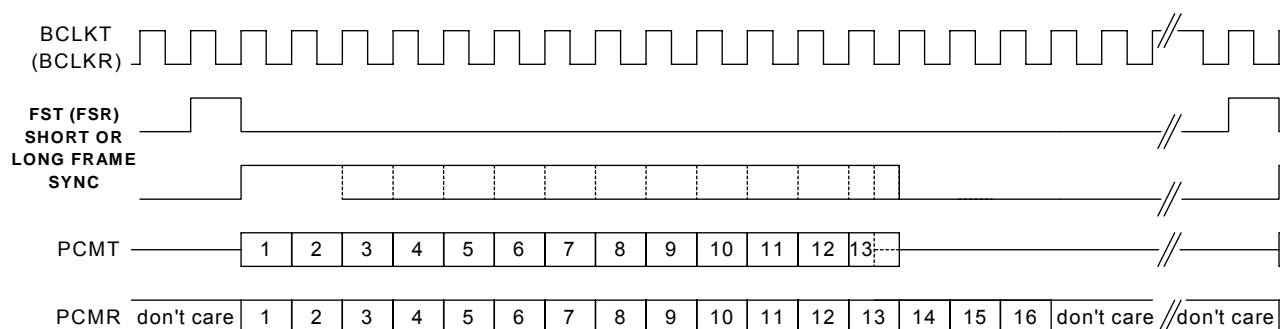 BCLKT
(BCLKR)
FST (FSR)
SHORT OR
LONG FRAME
SYNC
PCMT 1 2 3 4 5 6 7 8 9 10 11 12 13
PCMR don't care 1 2 3 4 5 6 7 8 9 10 11 12 13 14 15 16 don't care don't care